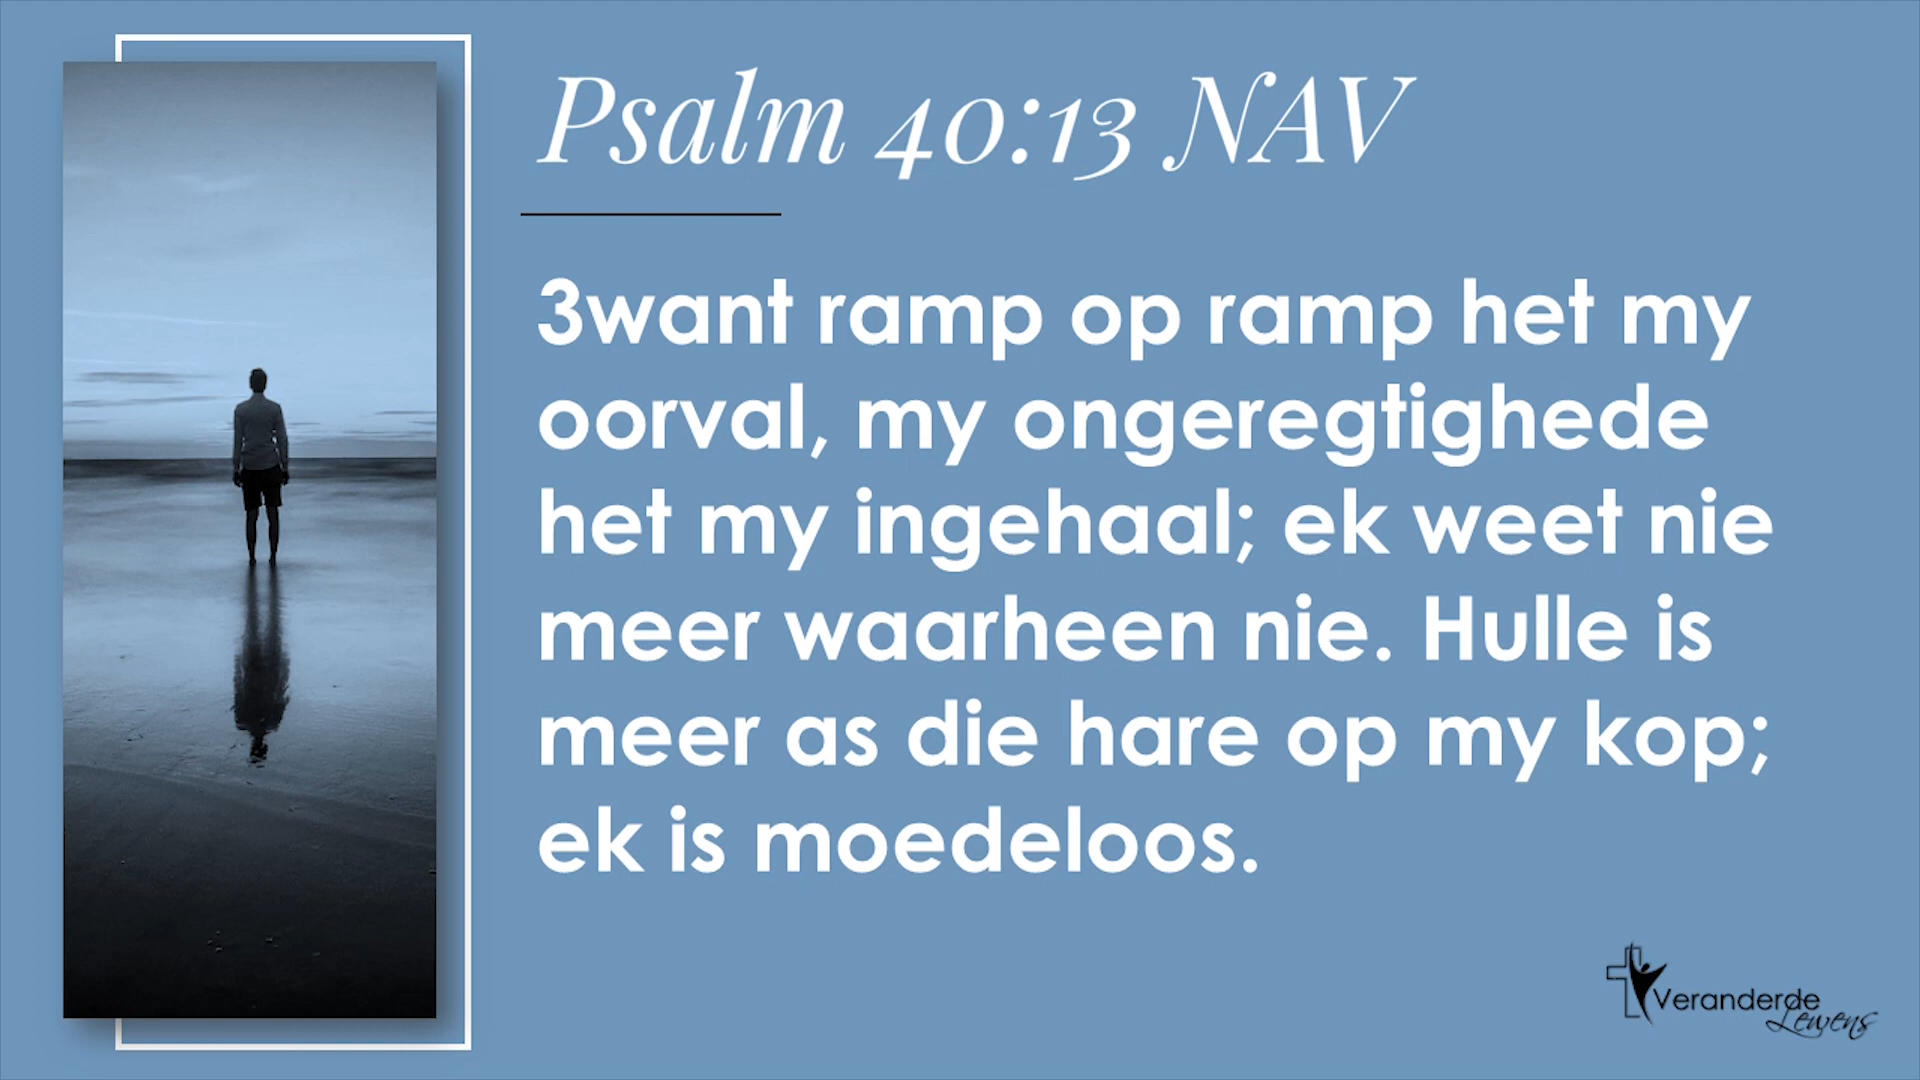 Psalm 40:13 NAV
3want ramp op ramp het my
oorval, my ongeregtighede
het my ingehaal; ek weet nie
meer waarheen nie. Hulle is
meer as die hare op my kop;
ek is moedeloos.
Veranderde
Lewens